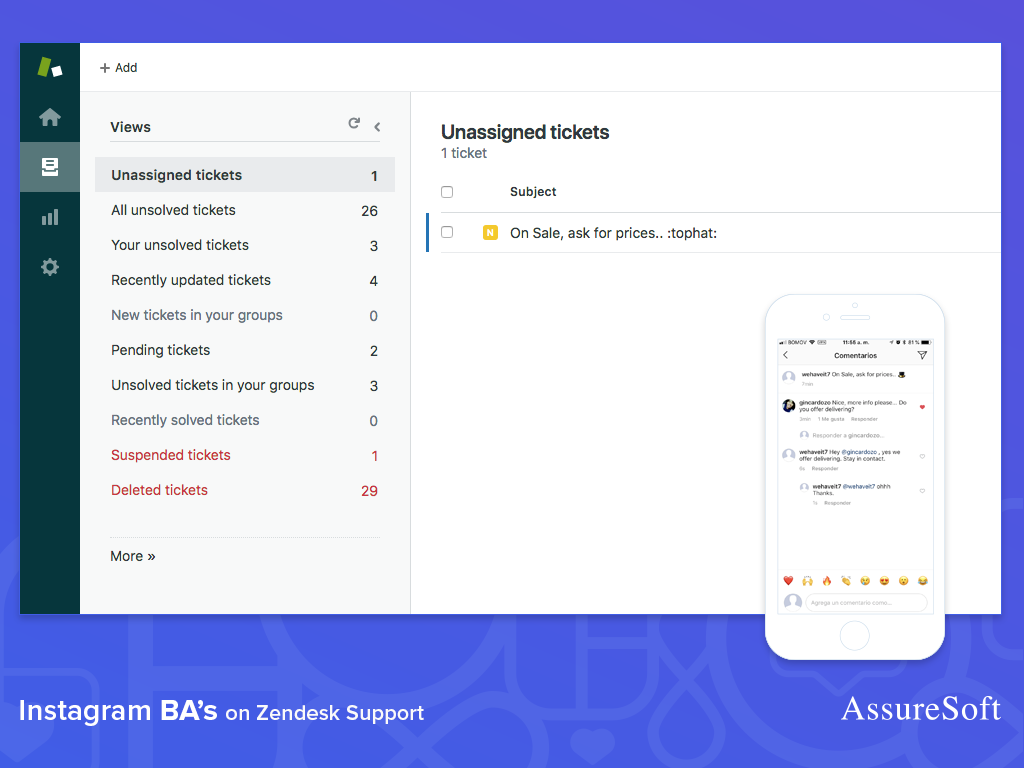 + Add
Views
Unassigned tickets 1
All unsolved tickets 26
Your unsolved tickets 3
Recently updated tickets 4
New tickets in your groups 0
Pending tickets 2
Unsolved tickets in your groups 3
Recently solved tickets 0
Suspended tickets 1
Deleted tickets 29
More »
Unassigned tickets
1 ticket
Subject
N On Sale, ask for prices.. :tophat:
BOMOV 11:55 a. m. 61 %
Comentarios
wehaveit7 On Sale, ask for prices.. 🎩
7min
gincardozo Nice, more info please... Do
you offer delivering?
3min 1 Me gusta Responder
Responder a gincardozo...
wehaveit7 Hey @gincardozo , yes we
offer delivering. Stay in contact.
6s Responder
wehaveit7 @wehaveit7 ohhh
Thanks.
1s Responder
Agrega un comentario como...
Instagram BA's on Zendesk Support
AssureSoft